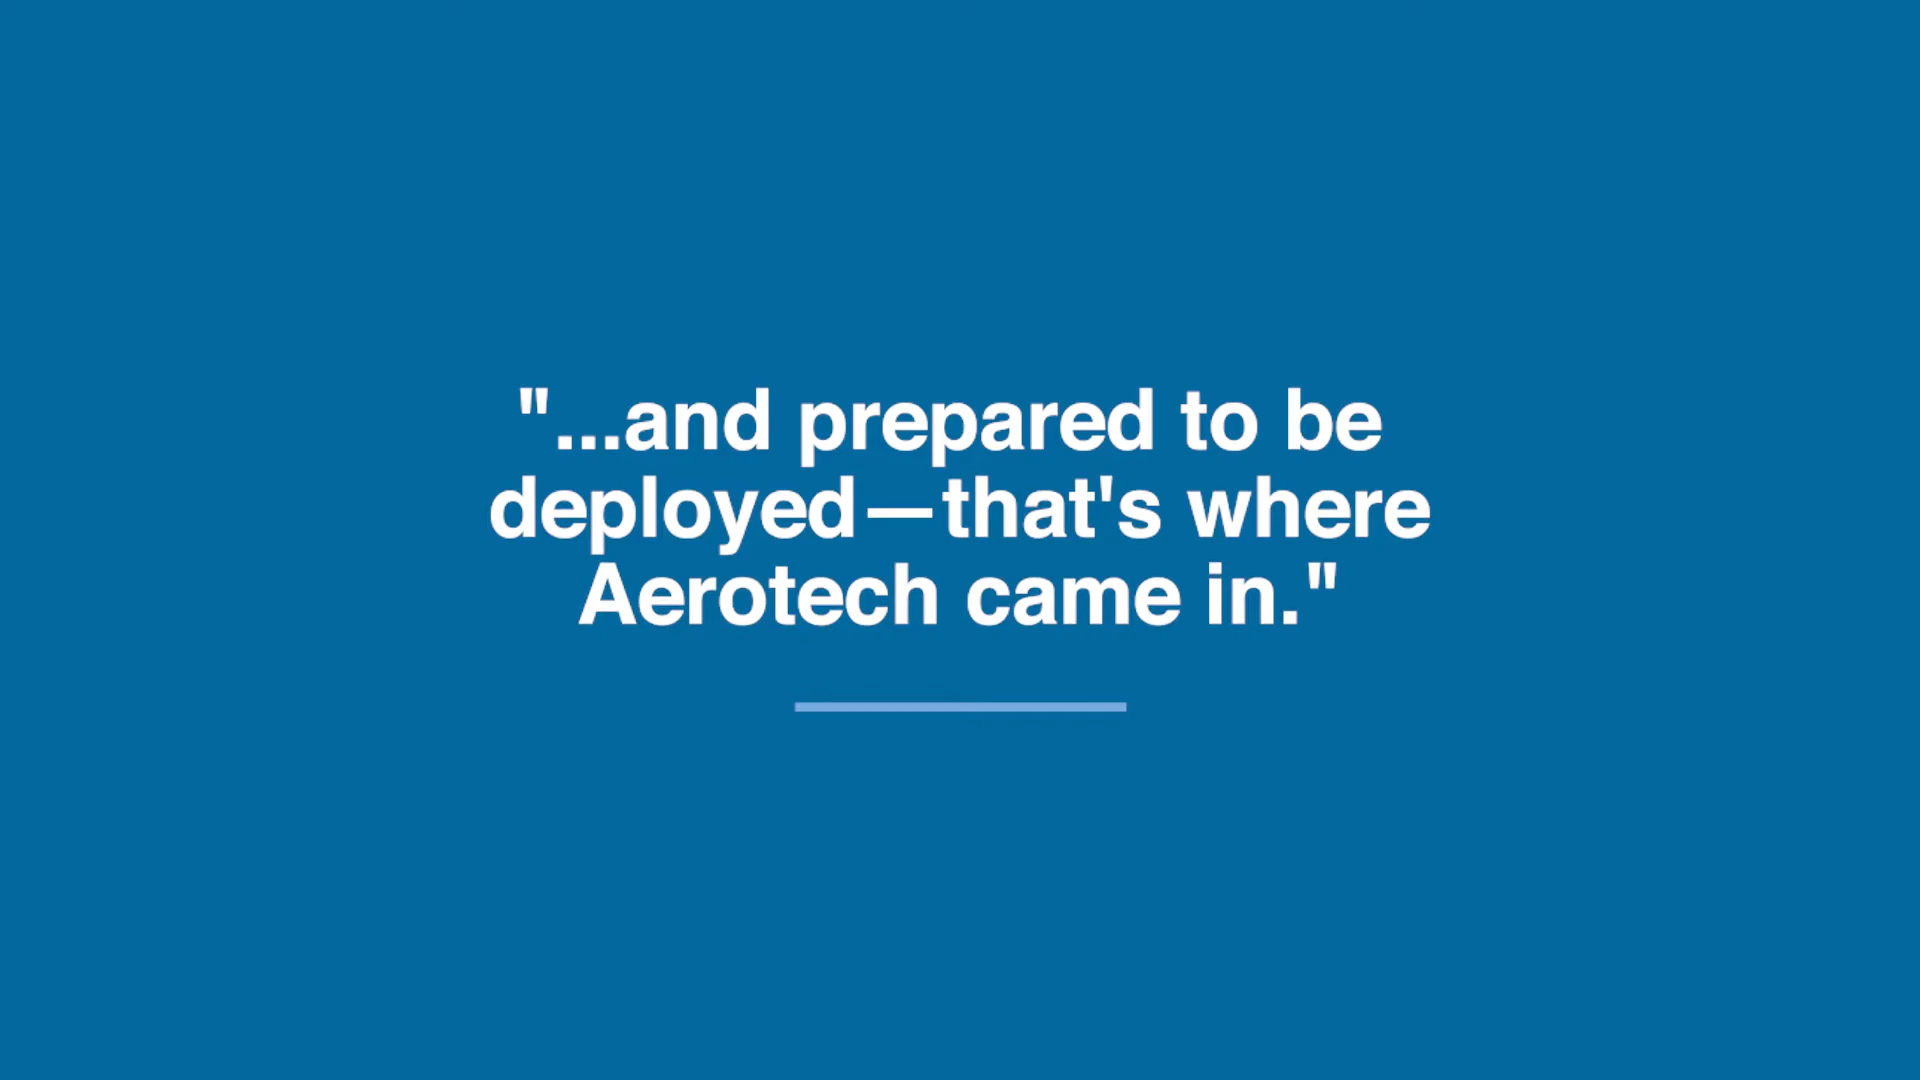 "...and prepared to be
deployed—that's where
Aerotech came in."